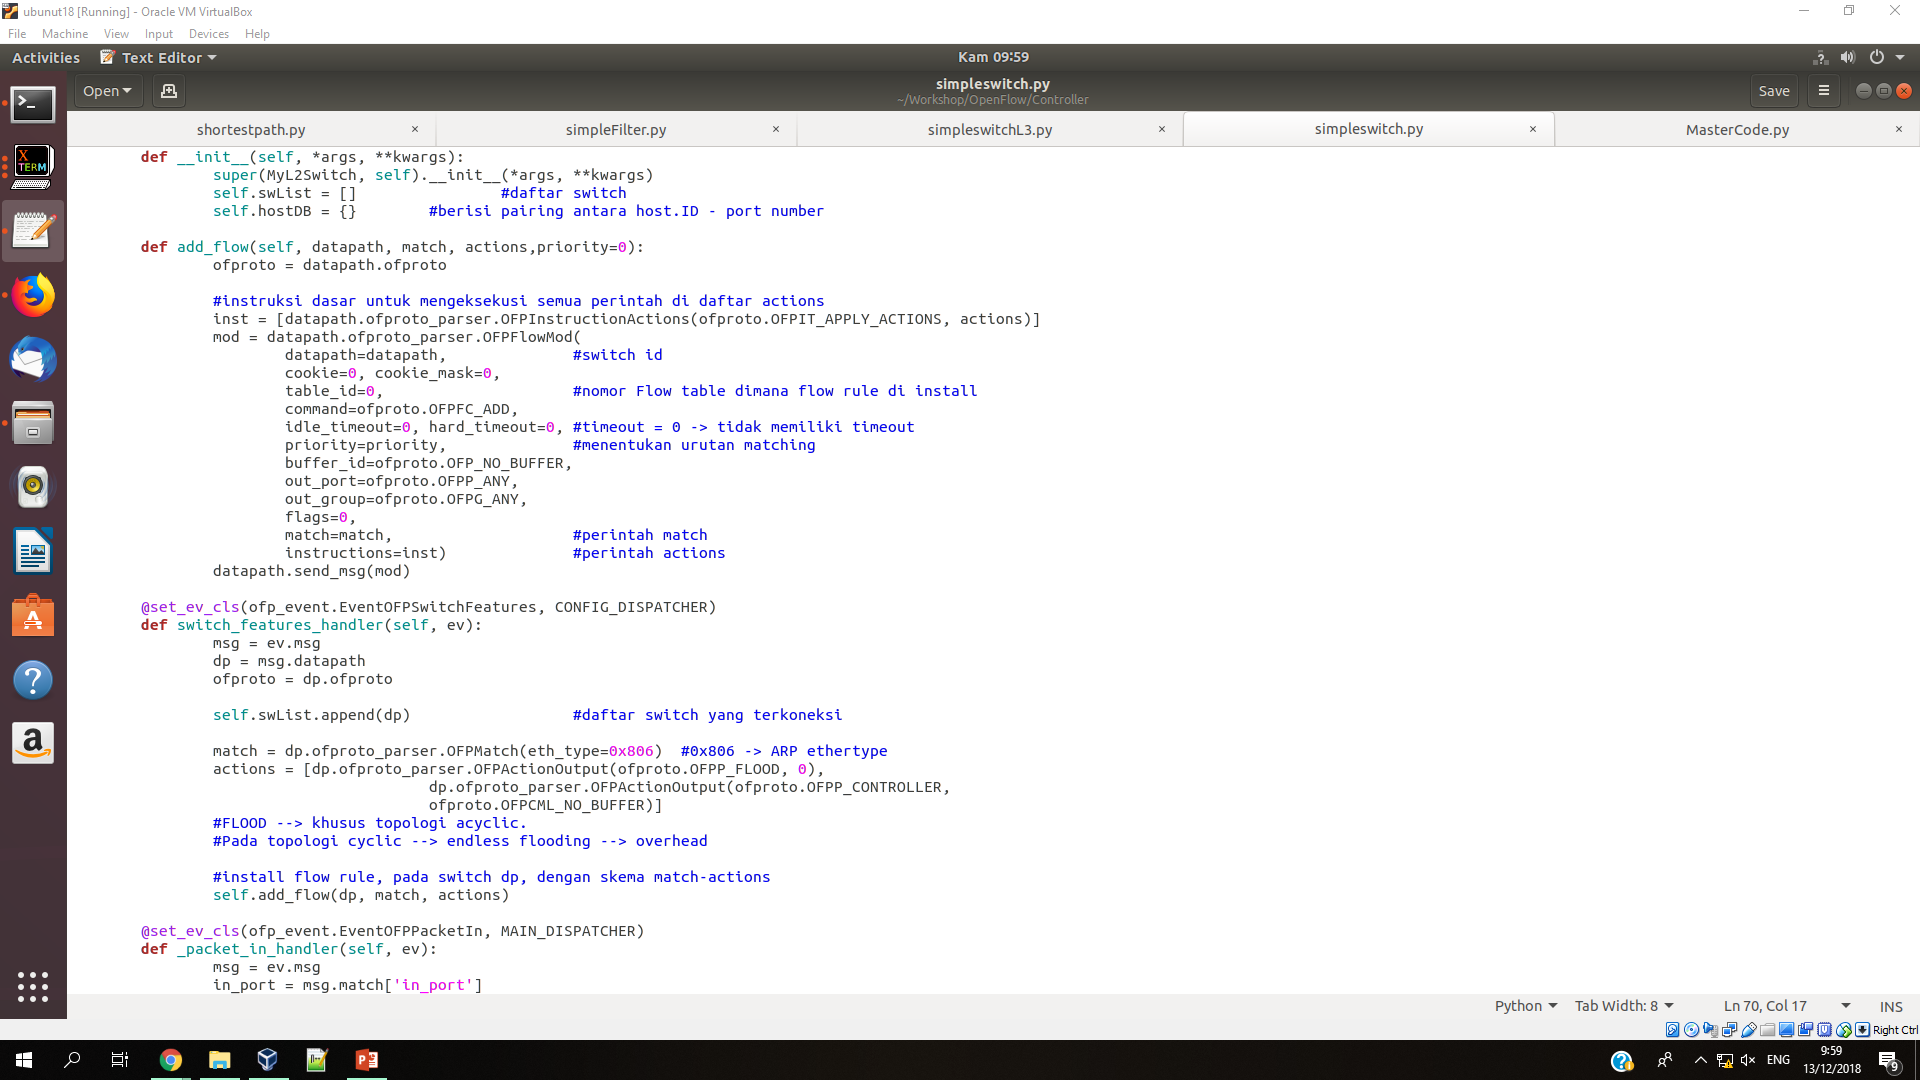 ubunut18 [Running] - Oracle VM VirtualBox
File Machine View Input Devices Help
Activities Text Editor Kam 09:59
Open simpleswitch.py Save
~/Workshop/OpenFlow/Controller
shortestpath.py × simpleFilter.py × simpleswitchL3.py × simpleswitch.py × MasterCode.py ×
def __init__(self, *args, **kwargs):
super(MyL2Switch, self).__init__(*args, **kwargs)
self.swList = [] #daftar switch
self.hostDB = {} #berisi pairing antara host.ID - port number
def add_flow(self, datapath, match, actions,priority=0):
ofproto = datapath.ofproto
#instruksi dasar untuk mengeksekusi semua perintah di daftar actions
inst = [datapath.ofproto_parser.OFPInstructionActions(ofproto.OFPIT_APPLY_ACTIONS, actions)]
mod = datapath.ofproto_parser.OFPFlowMod(
datapath=datapath, #switch id
cookie=0, cookie_mask=0,
table_id=0, #nomor Flow table dimana flow rule di install
command=ofproto.OFPFC_ADD,
idle_timeout=0, hard_timeout=0, #timeout = 0 -> tidak memiliki timeout
priority=priority, #menentukan urutan matching
buffer_id=ofproto.OFP_NO_BUFFER,
out_port=ofproto.OFPP_ANY,
out_group=ofproto.OFPG_ANY,
flags=0,
match=match, #perintah match
instructions=inst) #perintah actions
datapath.send_msg(mod)
@set_ev_cls(ofp_event.EventOFPSwitchFeatures, CONFIG_DISPATCHER)
def switch_features_handler(self, ev):
msg = ev.msg
dp = msg.datapath
ofproto = dp.ofproto
self.swList.append(dp) #daftar switch yang terkoneksi
match = dp.ofproto_parser.OFPMatch(eth_type=0x806) #0x806 -> ARP ethertype
actions = [dp.ofproto_parser.OFPActionOutput(ofproto.OFPP_FLOOD, 0),
dp.ofproto_parser.OFPActionOutput(ofproto.OFPP_CONTROLLER,
ofproto.OFPCML_NO_BUFFER)]
#FLOOD --> khusus topologi acyclic.
#Pada topologi cyclic --> endless flooding --> overhead
#install flow rule, pada switch dp, dengan skema match-actions
self.add_flow(dp, match, actions)
@set_ev_cls(ofp_event.EventOFPPacketIn, MAIN_DISPATCHER)
def _packet_in_handler(self, ev):
msg = ev.msg
in_port = msg.match['in_port']
Python Tab Width: 8 Ln 70, Col 17 INS
Right Ctrl
ENG 9:59
13/12/2018 9